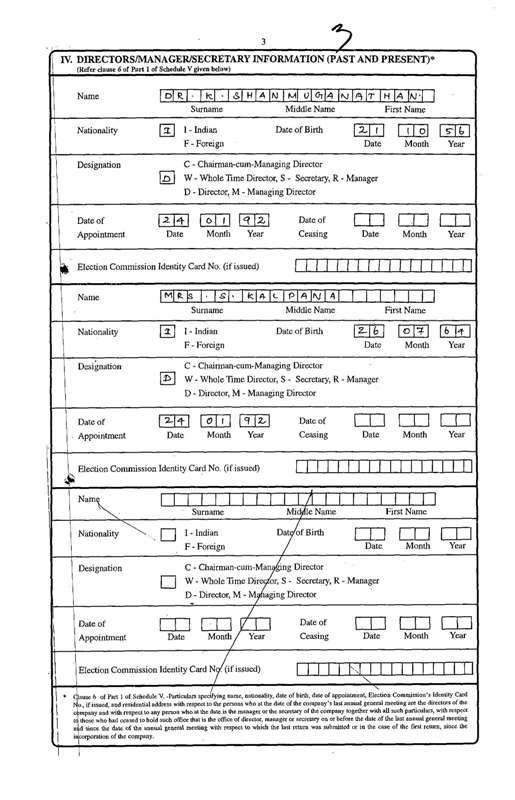 3
3
IV. DIRECTORS/MANAGER/SECRETARY INFORMATION (PAST AND PRESENT)*
(Refer clause 6 of Part 1 of Schedule V given below)
Name DR. K. SHANMUGANATHAN.
Surname Middle Name First Name
Nationality I I - Indian Date of Birth 21 10 56
F - Foreign Date Month Year
Designation C - Chairman-cum-Managing Director
D W - Whole Time Director, S - Secretary, R - Manager
D - Director, M - Managing Director
Date of 24 01 92 Date of
Appointment Date Month Year Ceasing Date Month Year
Election Commission Identity Card No. (if issued)
Name MRS. S. KALPANA
Surname Middle Name First Name
Nationality I I - Indian Date of Birth 26 07 64
F - Foreign Date Month Year
Designation C - Chairman-cum-Managing Director
D W - Whole Time Director, S - Secretary, R - Manager
D - Director, M - Managing Director
Date of 24 01 92 Date of
Appointment Date Month Year Ceasing Date Month Year
Election Commission Identity Card No. (if issued)
Name
Surname Middle Name First Name
Nationality I - Indian Date of Birth
F - Foreign Date Month Year
Designation C - Chairman-cum-Managing Director
W - Whole Time Director, S - Secretary, R - Manager
D - Director, M - Managing Director
Date of Date of
Appointment Date Month Year Ceasing Date Month Year
Election Commission Identity Card No. (if issued)
* Clause 6 of Part 1 of Schedule V. -Particulars specifying name, nationality, date of birth, date of appointment, Election Commission's Identity Card
No., if issued, and residential address with respect to the persons who at the date of the company's last annual general meeting are the directors of the
company and with respect to any person who at the date is the manager or the secretary of the company together with all such particulars, with respect
to those who had ceased to hold such office that is the office of director, manager or secretary on or before the date of the last annual general meeting
and since the date of the annual general meeting with respect to which the last return was submitted or in the case of the first return, since the
incorporation of the company.